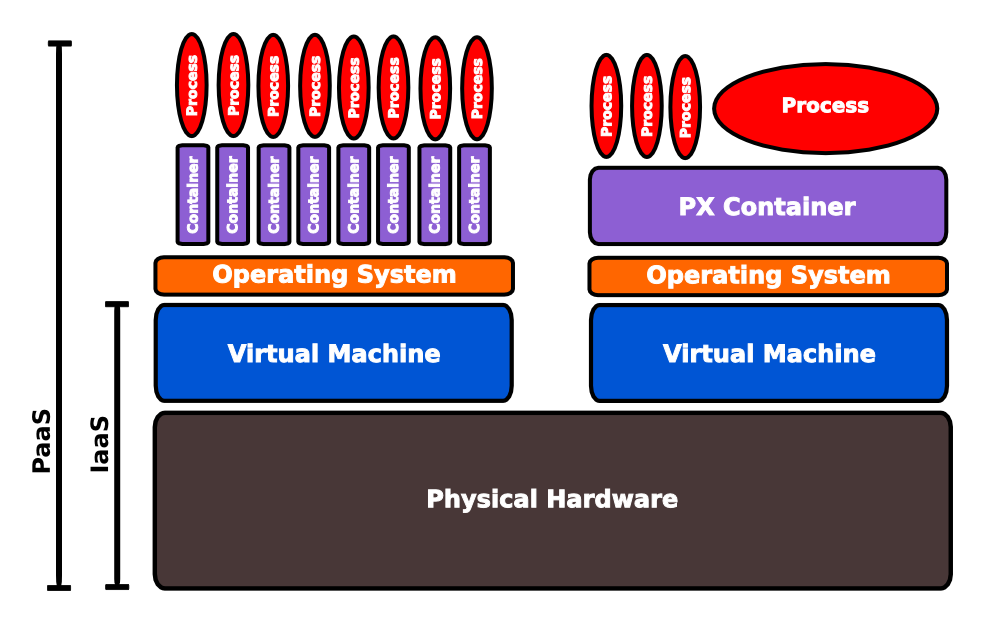 Process
Process
Process
Process
Process
Process
Process
Process
Process
Process
Process
Process
Container
Container
Container
Container
Container
Container
Container
Container
PX Container
Operating System
Operating System
Virtual Machine
Virtual Machine
PaaS
IaaS
Physical Hardware